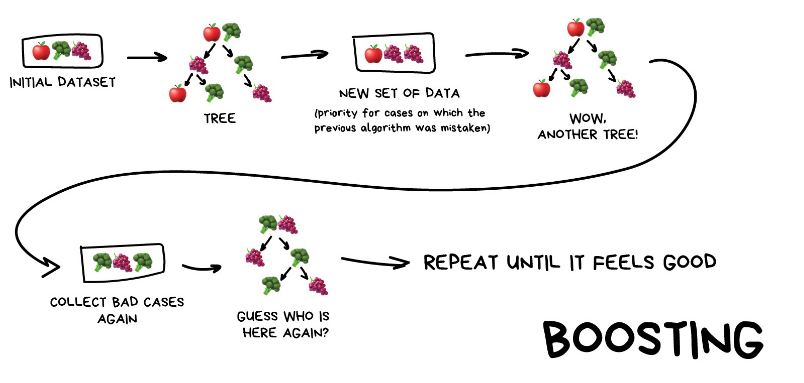 INITIAL DATASET
TREE
NEW SET OF DATA
(priority for cases on which the
previous algorithm was mistaken)
WOW,
ANOTHER TREE!
COLLECT BAD CASES
AGAIN
GUESS WHO IS
HERE AGAIN?
REPEAT UNTIL IT FEELS GOOD
BOOSTING